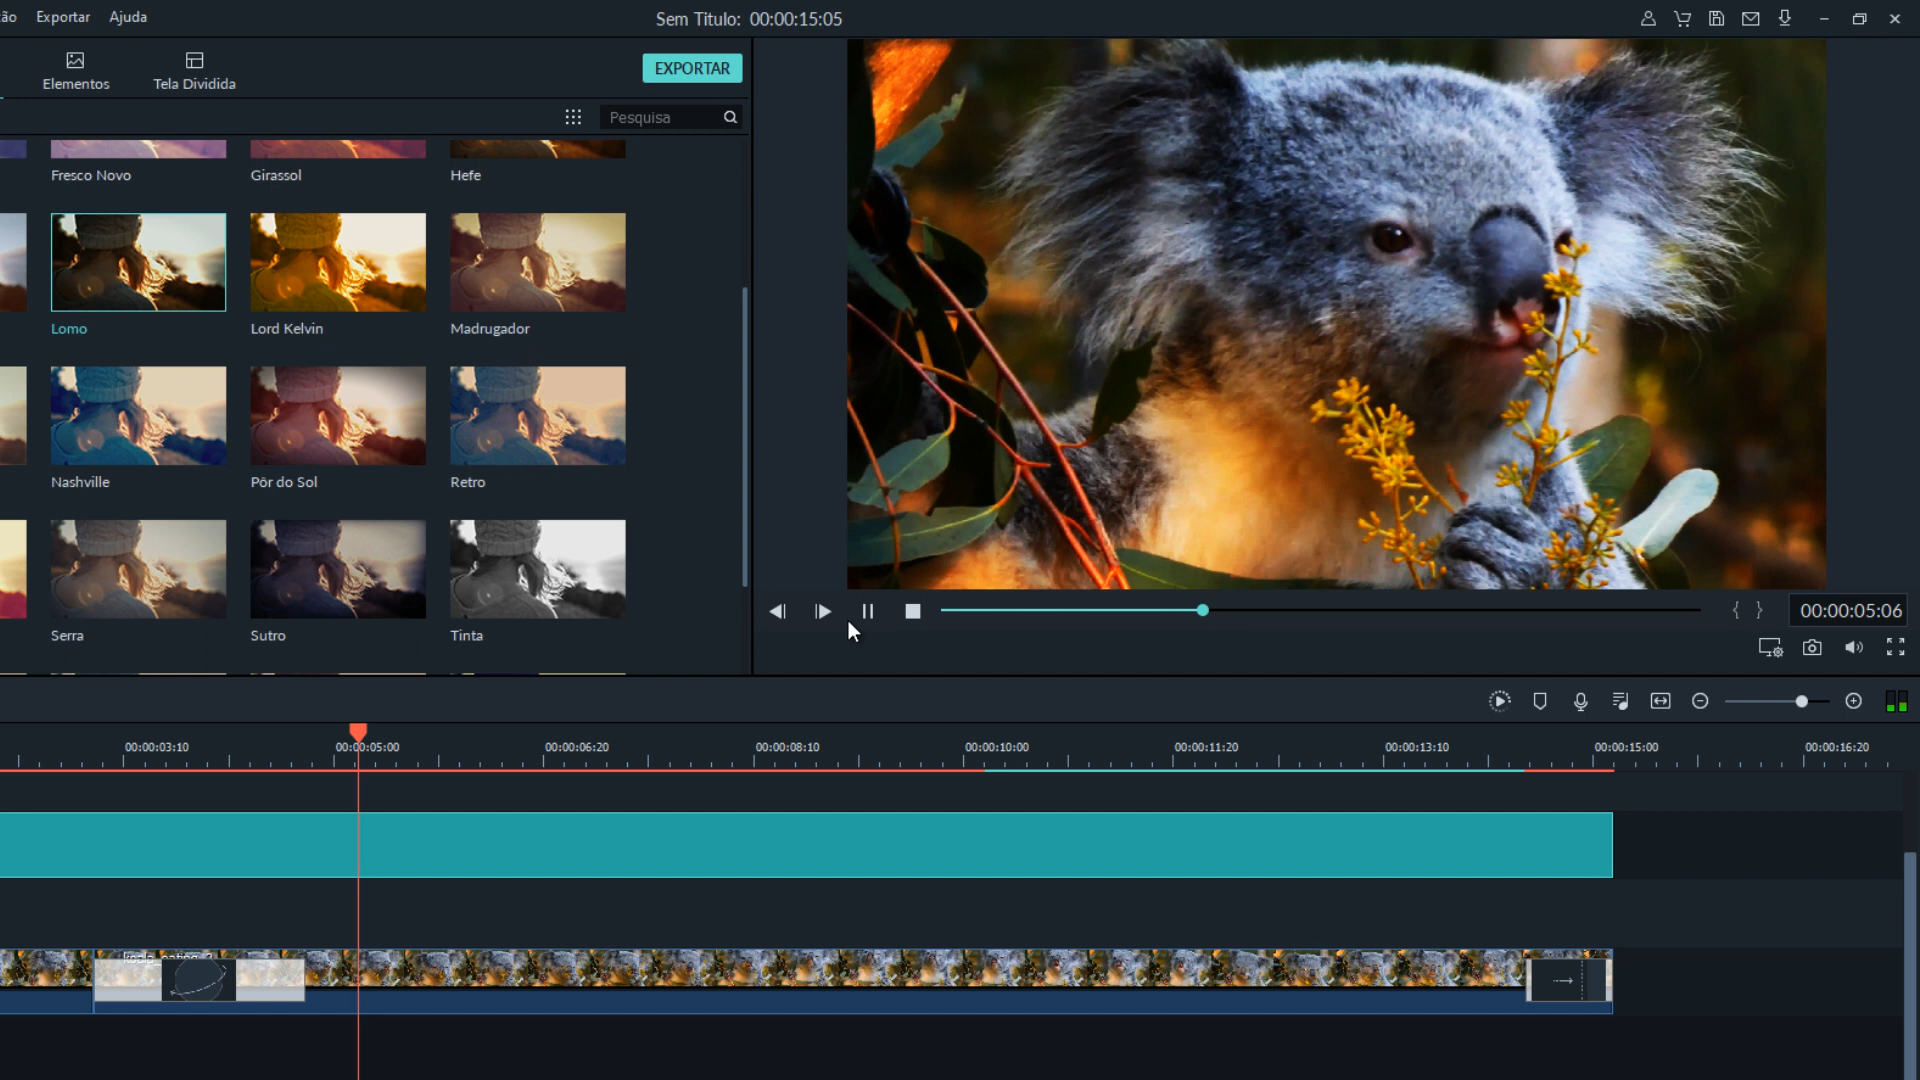 ão Exportar Ajuda
Sem Titulo: 00:00:15:05
Elementos
Tela Dividida
EXPORTAR
Pesquisa
Fresco Novo
Girassol
Hefe
Lomo
Lord Kelvin
Madrugador
Nashville
Pôr do Sol
Retro
Serra
Sutro
Tinta
{ }
00:00:05:06
00:00:03:10
00:00:05:00
00:00:06:20
00:00:08:10
00:00:10:00
00:00:11:20
00:00:13:10
00:00:15:00
00:00:16:20